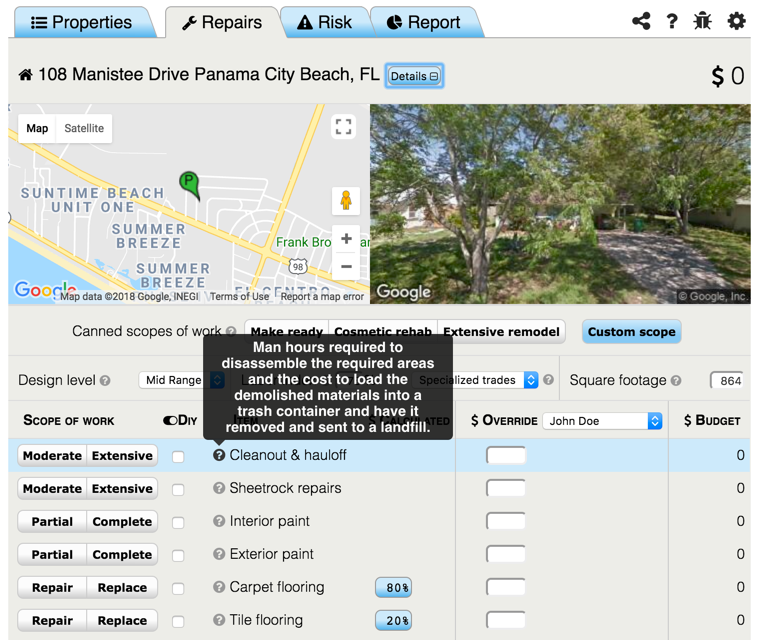 Properties Repairs Risk Report
108 Manistee Drive Panama City Beach, FL Details $ 0
Map Satellite
P
SUNTIME BEACH
UNIT ONE
SUMMER
BREEZE
Frank
98
SUMMER
BREEZE
EL CENTRO
Google Map data ©2018 Google, INEGI Terms of Use Report a map error
Google © Google, Inc.
Canned scopes of work Make ready Cosmetic rehab Extensive remodel Custom scope
Man hours required to
disassemble the required areas
and the cost to load the
demolished materials into a
trash container and have it
removed and sent to a landfill.
Design level Mid Range Specialized trades Square footage 864
SCOPE OF WORK DIY ITEM $ CALCULATED $ OVERRIDE John Doe $ BUDGET
Moderate Extensive Cleanout & hauloff 0
Moderate Extensive Sheetrock repairs 0
Partial Complete Interior paint 0
Partial Complete Exterior paint 0
Repair Replace Carpet flooring 80% 0
Repair Replace Tile flooring 20% 0